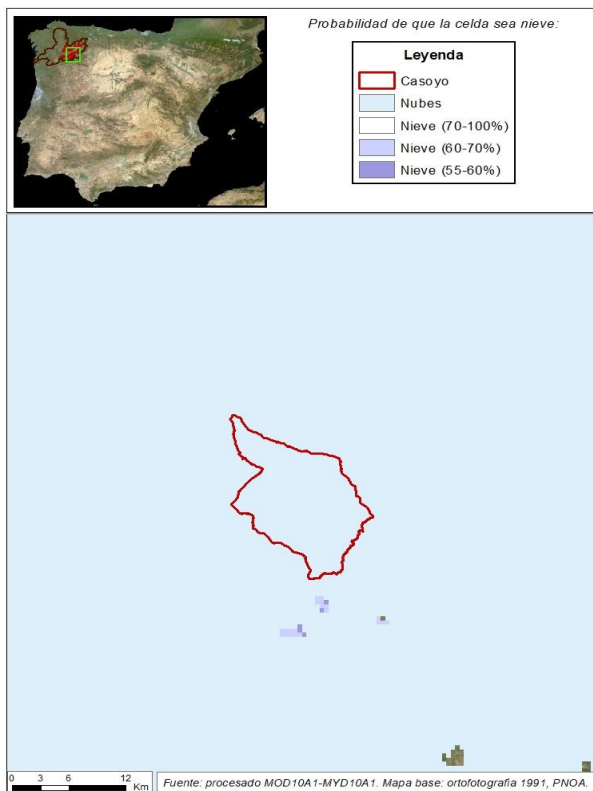 Probabilidad de que la celda sea nieve:
Leyenda
Casoyo
Nubes
Nieve (70-100%)
Nieve (60-70%)
Nieve (55-60%)
0 3 6 12
Km
Fuente: procesado MOD10A1-MYD10A1. Mapa base: ortofotografía 1991, PNOA.